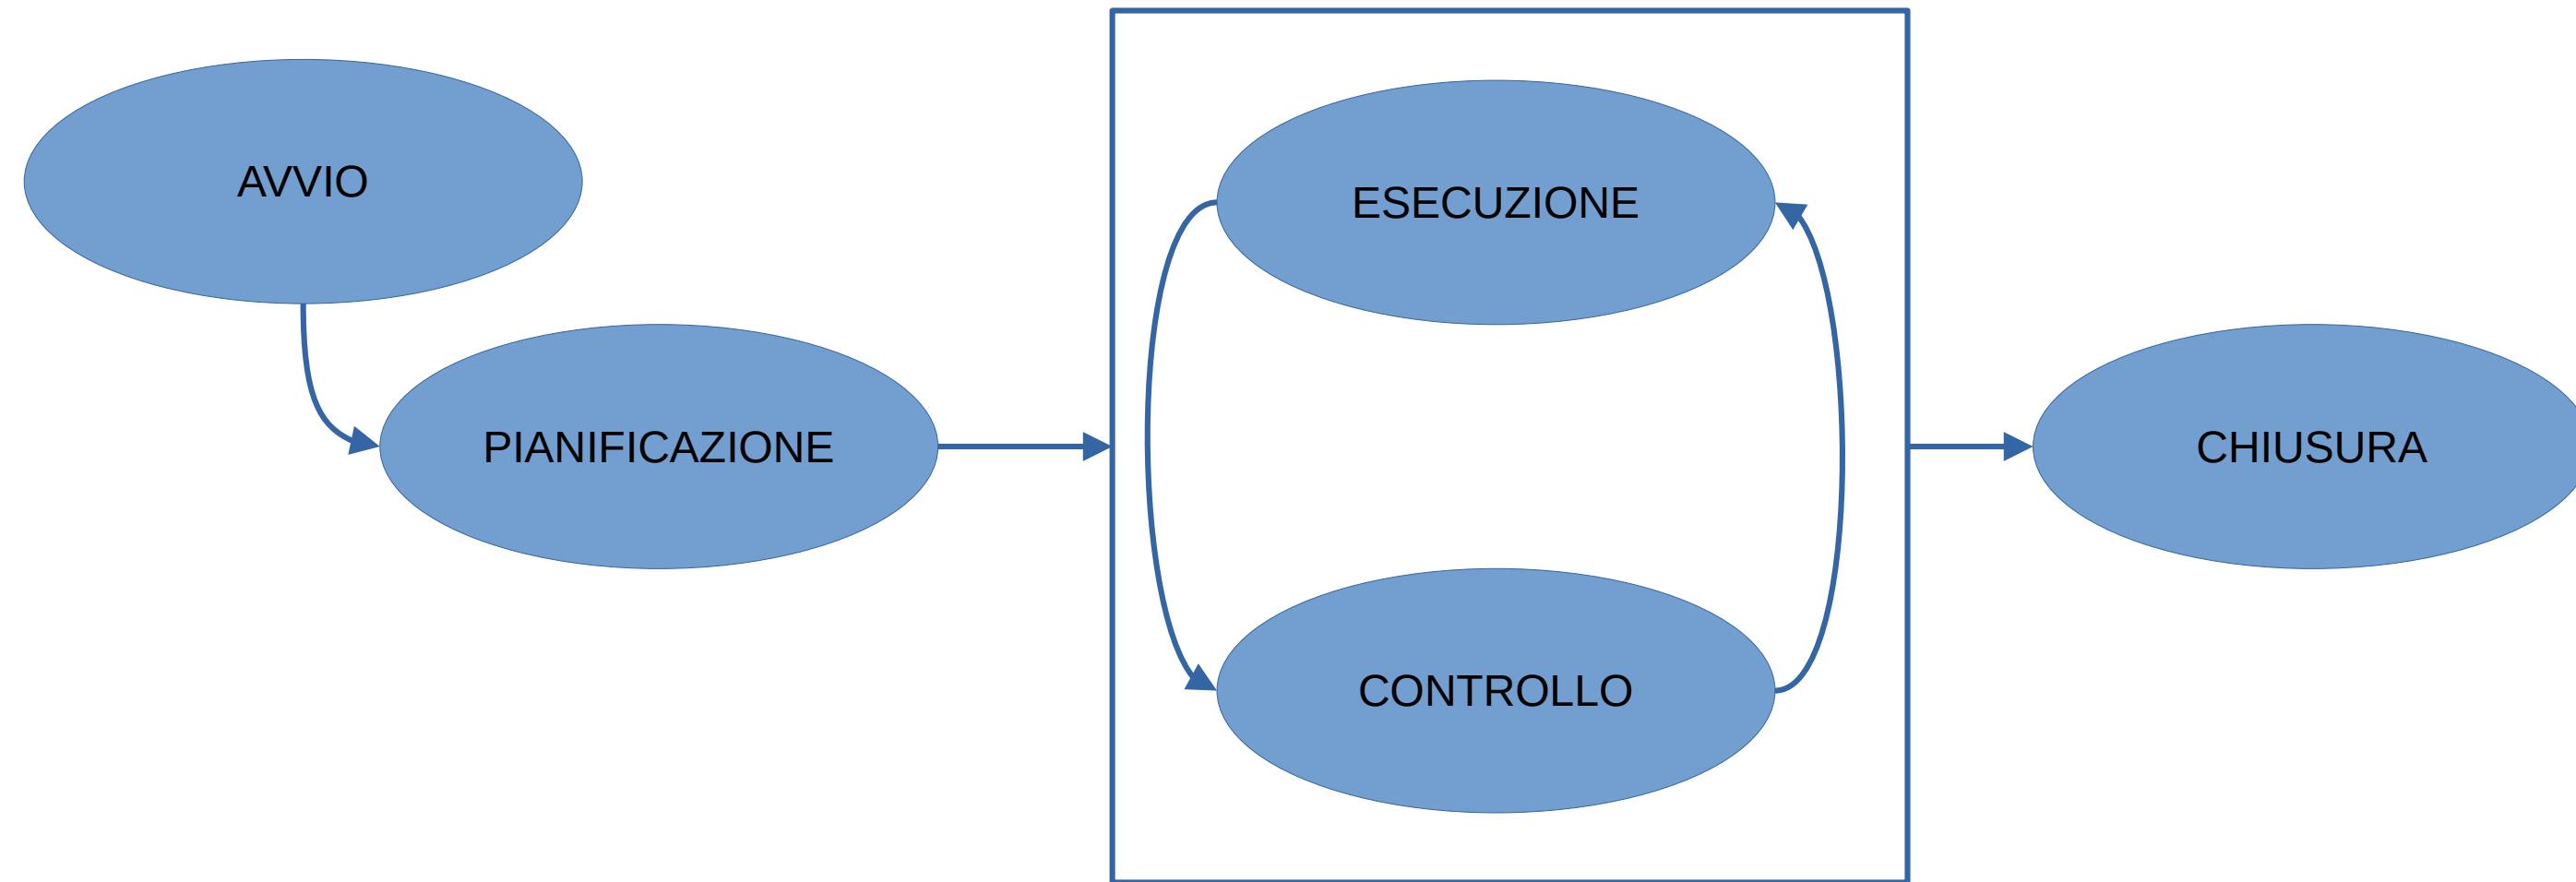 AVVIO
PIANIFICAZIONE
ESECUZIONE
CONTROLLO
CHIUSURA